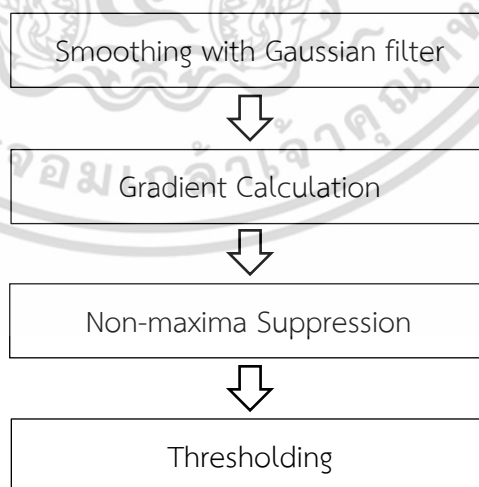 Smoothing with Gaussian filter
Gradient Calculation
Non-maxima Suppression
Thresholding